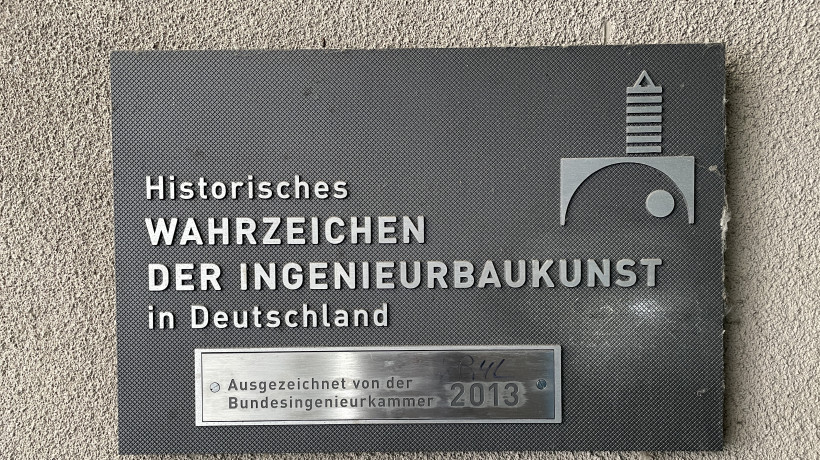 Historisches
WAHRZEICHEN
DER INGENIEURBAUKUNST
in Deutschland
Ausgezeichnet von der
Bundesingenieurkammer 2013